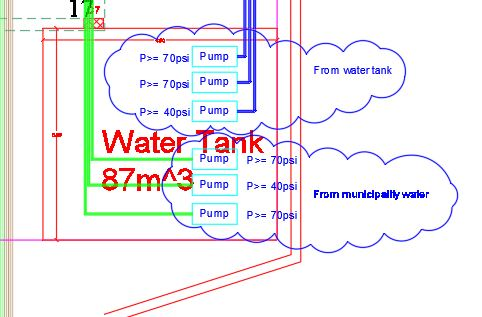 17
P>= 70psi Pump
P>= 70psi Pump
P>= 40psi Pump
From water tank
Water Tank
87m^3
Pump P>= 70psi
Pump P>= 40psi
Pump P>= 70psi
From municipality water